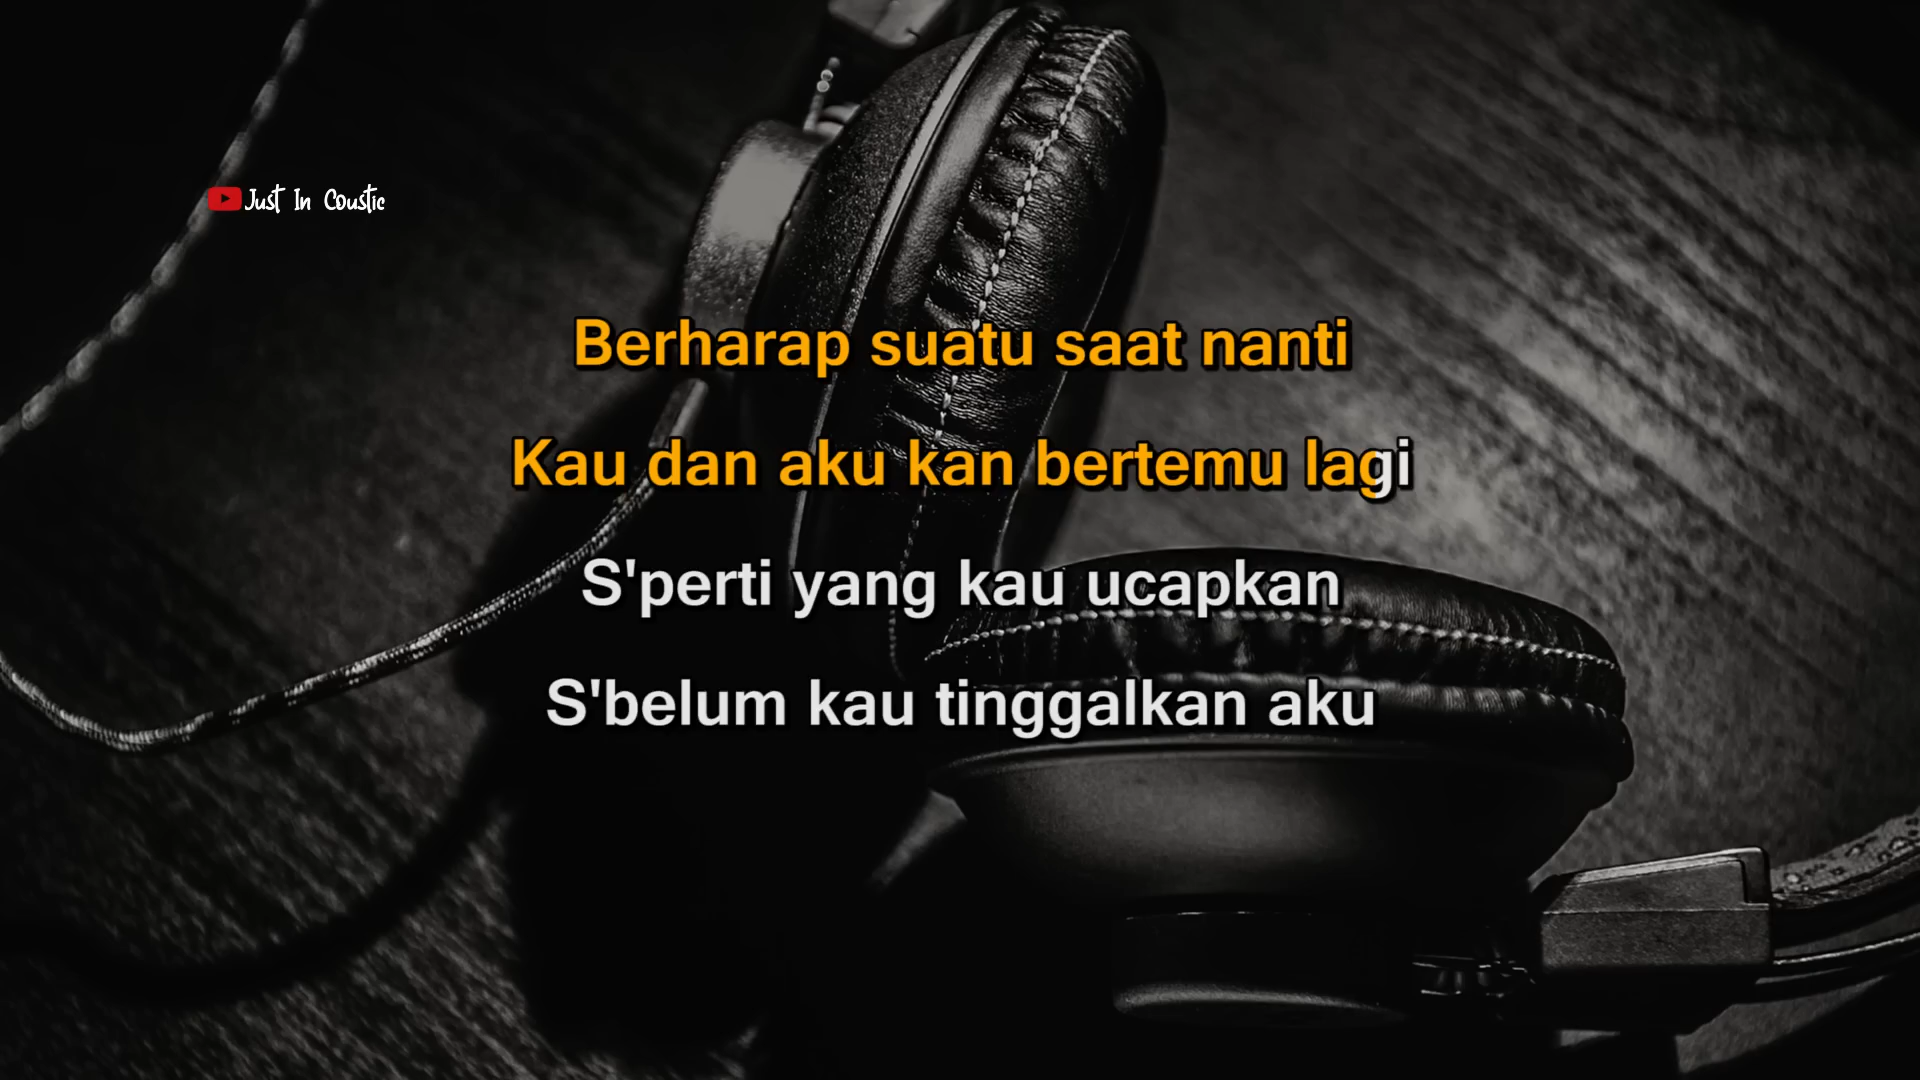 Just In Coustic
Berharap suatu saat nanti
Kau dan aku kan bertemu lagi
S'perti yang kau ucapkan
S'belum kau tinggalkan aku